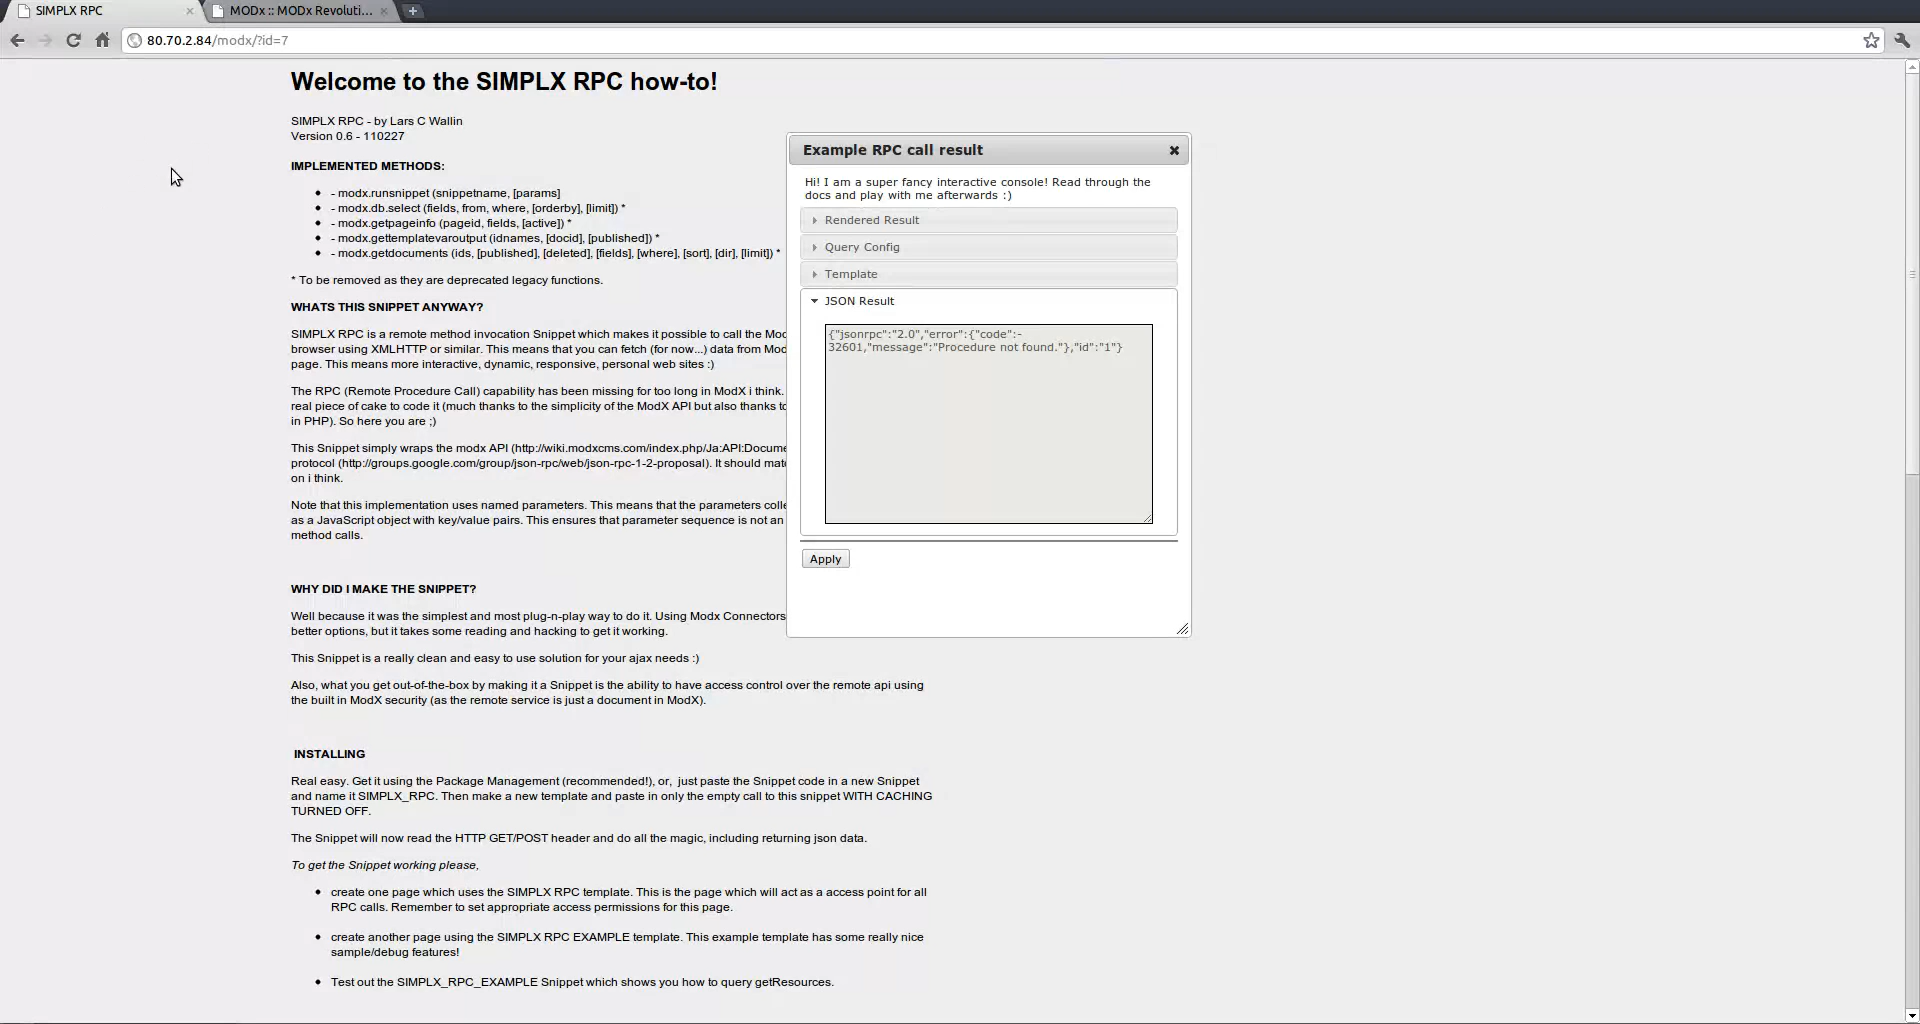 SIMPLX RPC
MODx :: MODx Revoluti...
80.70.2.84/modx/?id=7
Welcome to the SIMPLX RPC how-to!
SIMPLX RPC - by Lars C Wallin
Version 0.6 - 110227
IMPLEMENTED METHODS:
- modx.runsnippet (snippetname, [params]
- modx.db.select (fields, from, where, [orderby], [limit]) *
- modx.getpageinfo (pageid, fields, [active]) *
- modx.gettemplatevaroutput (idnames, [docid], [published]) *
- modx.getdocuments (ids, [published], [deleted], [fields], [where], [sort], [dir], [limit]) *
* To be removed as they are deprecated legacy functions.
WHATS THIS SNIPPET ANYWAY?
SIMPLX RPC is a remote method invocation Snippet which makes it possible to call the Mod
browser using XMLHTTP or similar. This means that you can fetch (for now...) data from Mod
page. This means more interactive, dynamic, responsive, personal web sites :)
The RPC (Remote Procedure Call) capability has been missing for too long in ModX i think.
real piece of cake to code it (much thanks to the simplicity of the ModX API but also thanks to
in PHP). So here you are ;)
This Snippet simply wraps the modx API (http://wiki.modxcms.com/index.php/Ja:API:Docume
protocol (http://groups.google.com/group/json-rpc/web/json-rpc-1-2-proposal). It should mat
on i think.
Note that this implementation uses named parameters. This means that the parameters colle
as a JavaScript object with key/value pairs. This ensures that parameter sequence is not an
method calls.
WHY DID I MAKE THE SNIPPET?
Well because it was the simplest and most plug-n-play way to do it. Using Modx Connectors
better options, but it takes some reading and hacking to get it working.
This Snippet is a really clean and easy to use solution for your ajax needs :)
Also, what you get out-of-the-box by making it a Snippet is the ability to have access control over the remote api using
the built in ModX security (as the remote service is just a document in ModX).
INSTALLING
Real easy. Get it using the Package Management (recommended!), or, just paste the Snippet code in a new Snippet
and name it SIMPLX_RPC. Then make a new template and paste in only the empty call to this snippet WITH CACHING
TURNED OFF.
The Snippet will now read the HTTP GET/POST header and do all the magic, including returning json data.
To get the Snippet working please,
create one page which uses the SIMPLX RPC template. This is the page which will act as a access point for all
RPC calls. Remember to set appropriate access permissions for this page.
create another page using the SIMPLX RPC EXAMPLE template. This example template has some really nice
sample/debug features!
Test out the SIMPLX_RPC_EXAMPLE Snippet which shows you how to query getResources.
Example RPC call result
Hi! I am a super fancy interactive console! Read through the
docs and play with me afterwards :)
Rendered Result
Query Config
Template
JSON Result
{"jsonrpc":"2.0","error":{"code":-
32601,"message":"Procedure not found."},"id":"1"}
Apply